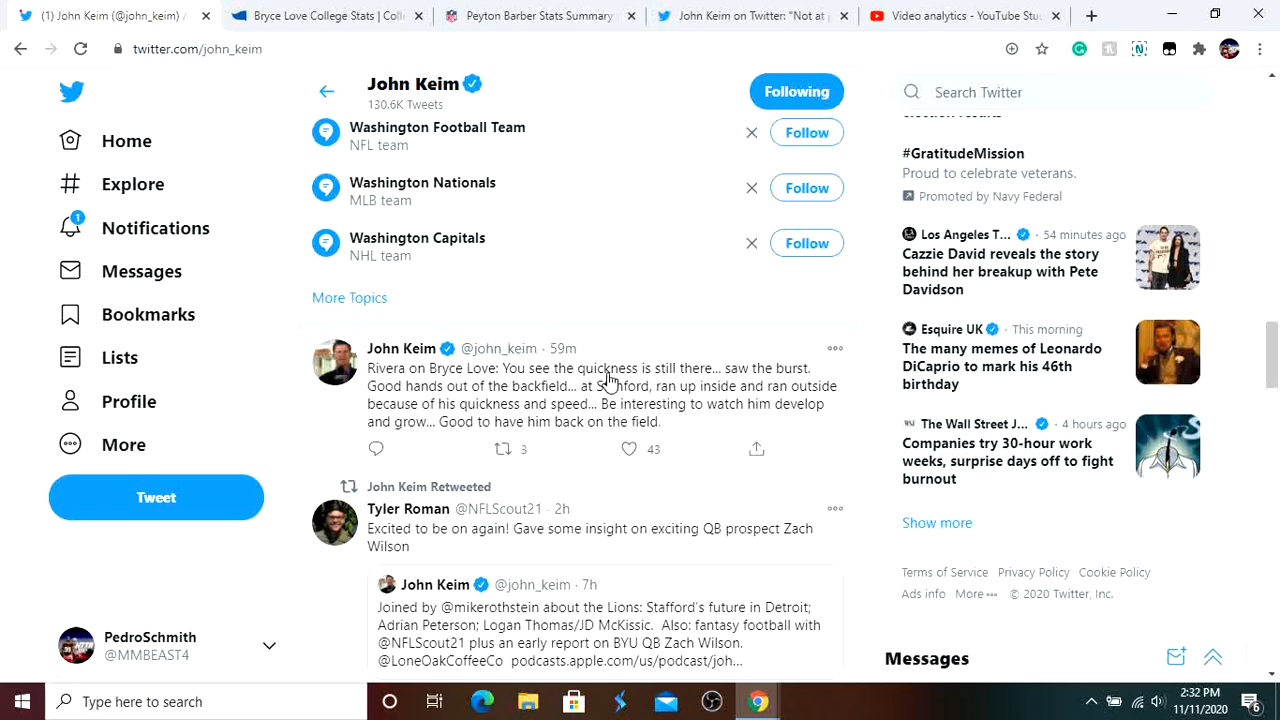 (1) John Keim (@john_keim) /
Bryce Love College Stats | Coll
Peyton Barber Stats Summary
John Keim on Twitter: "Not at
Video analytics - YouTube Stu
twitter.com/john_keim
Home
Explore
1
Notifications
Messages
Bookmarks
Lists
Profile
More
Tweet
PedroSchmith
@MMBEAST4
John Keim
130.6K Tweets
Following
Washington Football Team
NFL team
Follow
Washington Nationals
MLB team
Follow
Washington Capitals
NHL team
Follow
More Topics
John Keim @john_keim · 59m
Rivera on Bryce Love: You see the quickness is still there... saw the burst.
Good hands out of the backfield... at Stanford, ran up inside and ran outside
because of his quickness and speed... Be interesting to watch him develop
and grow... Good to have him back on the field.
3
43
John Keim Retweeted
Tyler Roman @NFLScout21 · 2h
Excited to be on again! Gave some insight on exciting QB prospect Zach
Wilson
John Keim @john_keim · 7h
Joined by @mikerothstein about the Lions: Stafford's future in Detroit;
Adrian Peterson; Logan Thomas/JD McKissic. Also: fantasy football with
@NFLScout21 plus an early report on BYU QB Zach Wilson.
@LoneOakCoffeeCo podcasts.apple.com/us/podcast/joh...
Search Twitter
election results
#GratitudeMission
Proud to celebrate veterans.
Promoted by Navy Federal
Los Angeles T... · 54 minutes ago
Cazzie David reveals the story
behind her breakup with Pete
Davidson
Esquire UK · This morning
The many memes of Leonardo
DiCaprio to mark his 46th
birthday
The Wall Street J... · 4 hours ago
Companies try 30-hour work
weeks, surprise days off to fight
burnout
Show more
Terms of Service Privacy Policy Cookie Policy
Ads info More © 2020 Twitter, Inc.
Messages
Type here to search
2:32 PM
11/11/2020
6